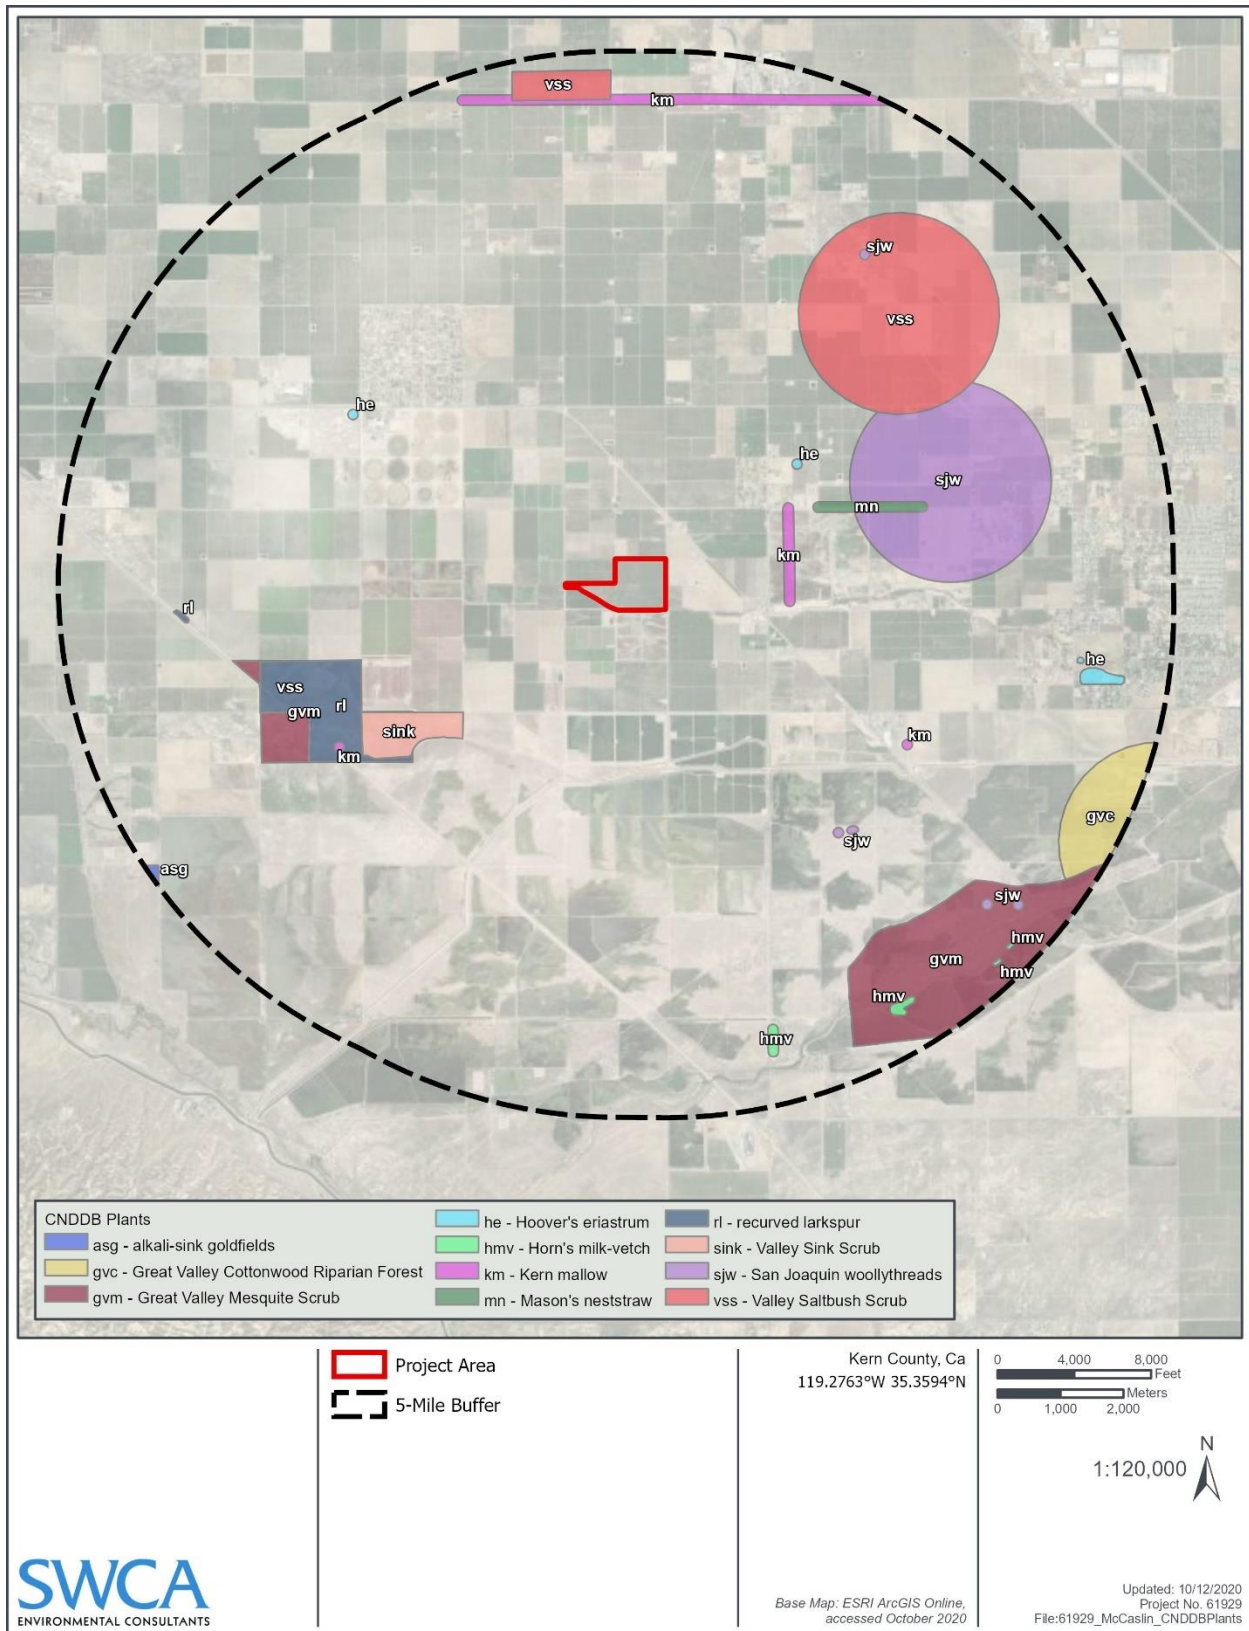 vss
km
sjw
vss
he
he
sjw
mn
km
rl
he
vss
rl
gvm
sink
km
km
gvc
sjw
asg
sjw
hmv
gvm
hmv
hmv
hmv
CNDDB Plants
asg - alkali-sink goldfields
gvc - Great Valley Cottonwood Riparian Forest
gvm - Great Valley Mesquite Scrub
he - Hoover's eriastrum
hmv - Horn's milk-vetch
km - Kern mallow
mn - Mason's neststraw
rl - recurved larkspur
sink - Valley Sink Scrub
sjw - San Joaquin woollythreads
vss - Valley Saltbush Scrub
Project Area
5-Mile Buffer
Kern County, Ca
119.2763°W 35.3594°N
0 4,000 8,000
Feet
Meters
0 1,000 2,000
N
1:120,000
SWCA
ENVIRONMENTAL CONSULTANTS
Base Map: ESRI ArcGIS Online,
accessed October 2020
Updated: 10/12/2020
Project No. 61929
File:61929_McCaslin_CNDDBPlants